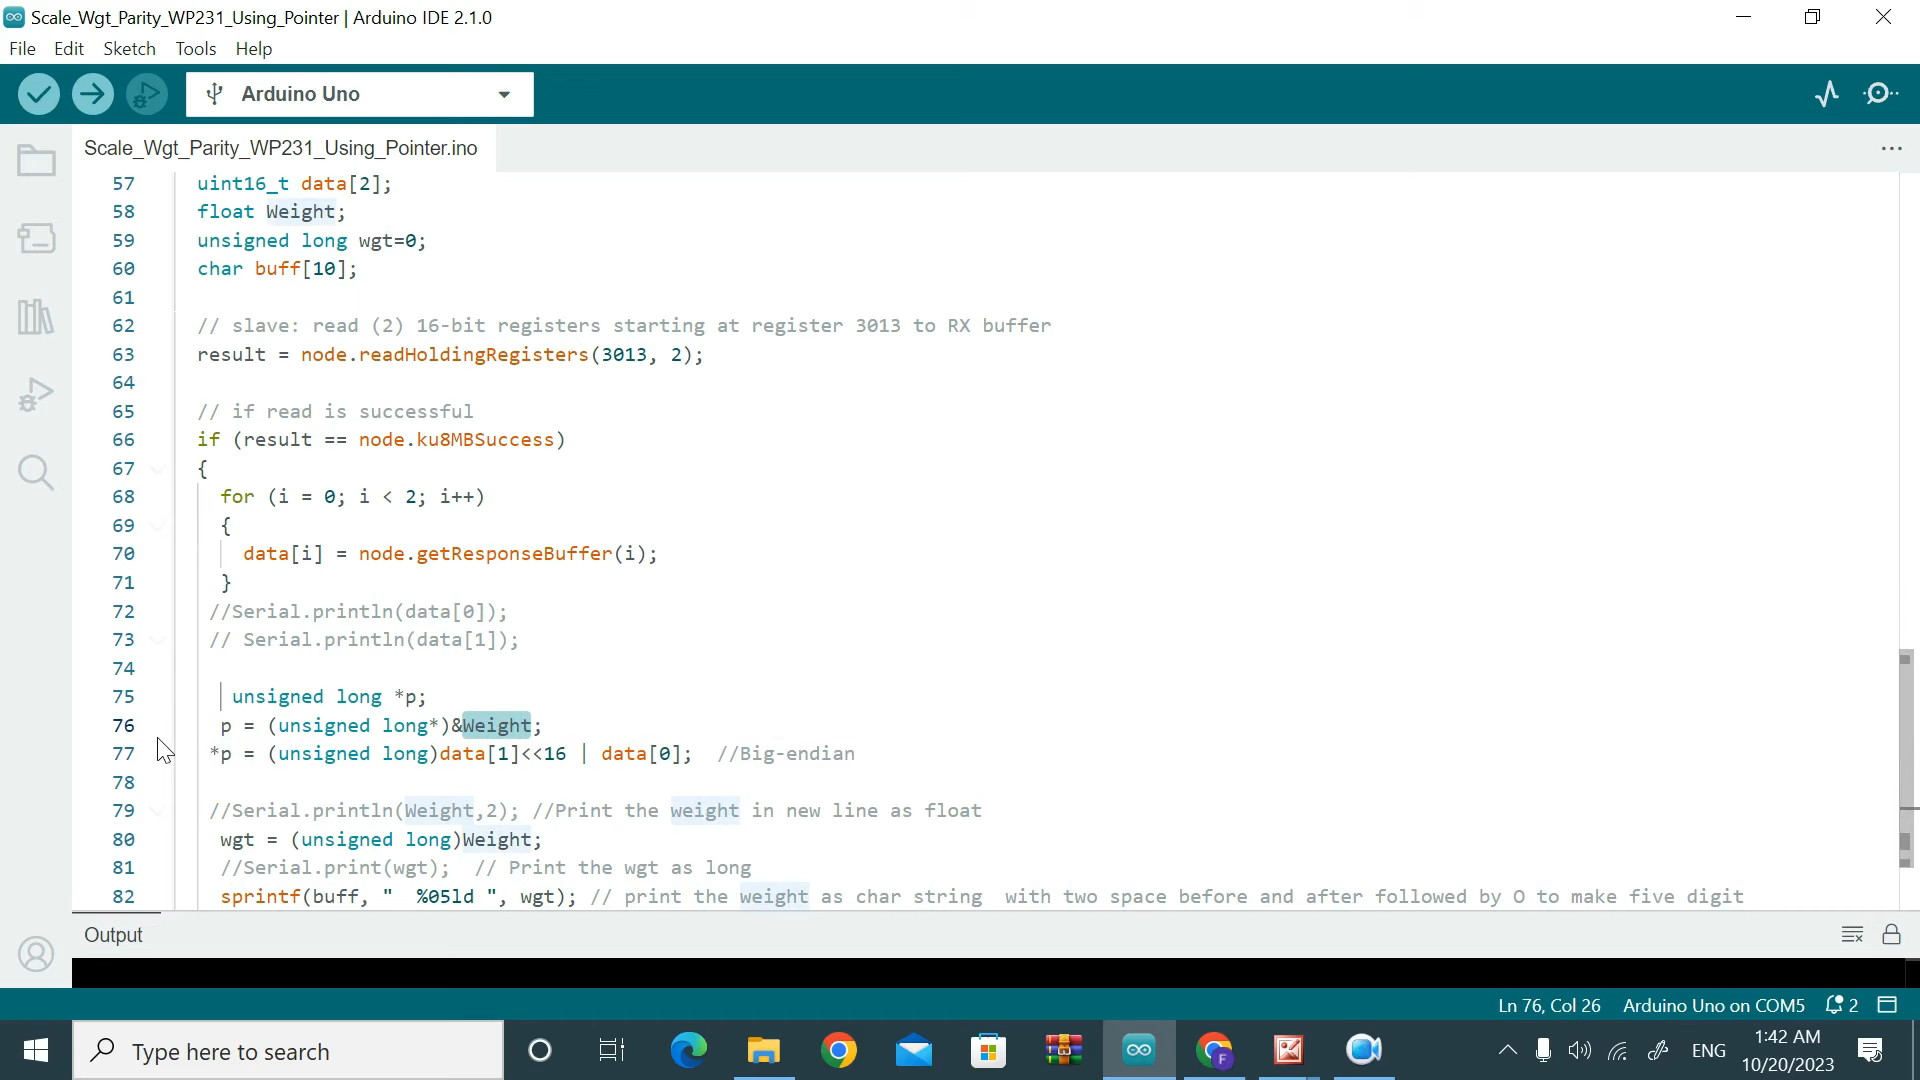 Scale_Wgt_Parity_WP231_Using_Pointer | Arduino IDE 2.1.0
File Edit Sketch Tools Help
Arduino Uno
Scale_Wgt_Parity_WP231_Using_Pointer.ino
57 uint16_t data[2];
58 float Weight;
59 unsigned long wgt=0;
60 char buff[10];
61
62 // slave: read (2) 16-bit registers starting at register 3013 to RX buffer
63 result = node.readHoldingRegisters(3013, 2);
64
65 // if read is successful
66 if (result == node.ku8MBSuccess)
67 {
68 for (i = 0; i < 2; i++)
69 {
70 data[i] = node.getResponseBuffer(i);
71 }
72 //Serial.println(data[0]);
73 // Serial.println(data[1]);
74
75 unsigned long *p;
76 p = (unsigned long*)&Weight;
77 *p = (unsigned long)data[1]<<16 | data[0]; //Big-endian
78
79 //Serial.println(Weight,2); //Print the weight in new line as float
80 wgt = (unsigned long)Weight;
81 //Serial.print(wgt); // Print the wgt as long
82 sprintf(buff, "  %05ld ", wgt); // print the weight as char string  with two space before and after followed by O to make five digit
Output
Ln 76, Col 26 Arduino Uno on COM5 2
Type here to search
ENG
1:42 AM
10/20/2023